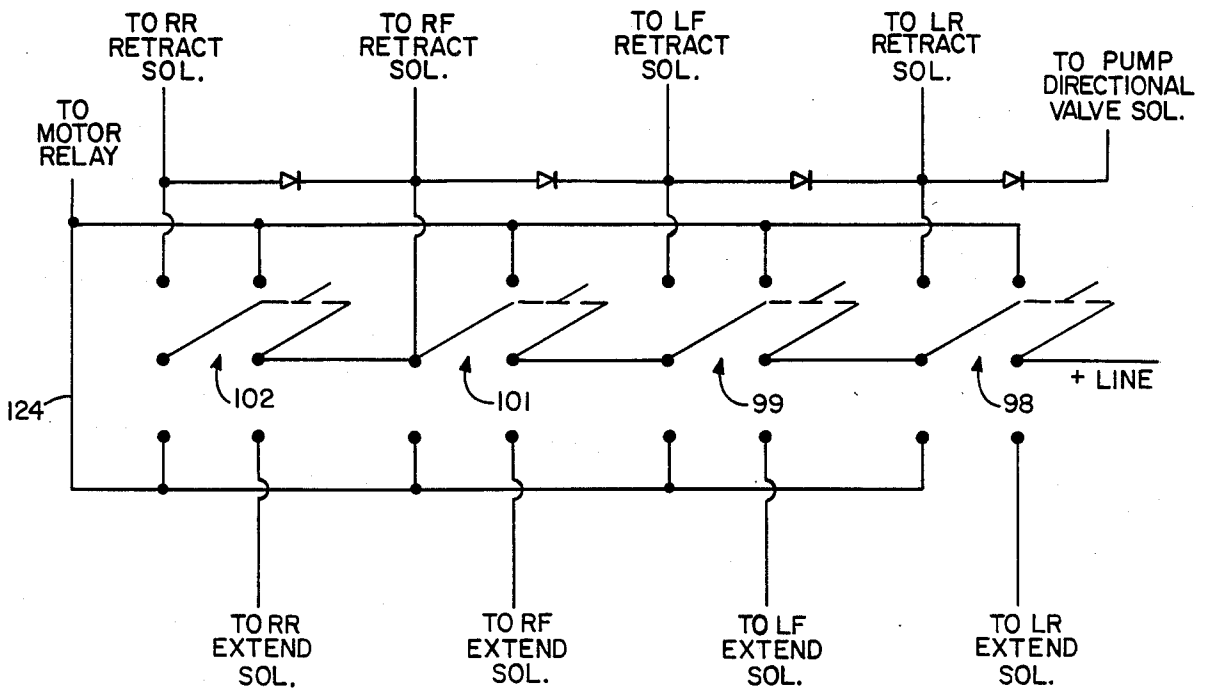 TO RR
RETRACT
SOL.
TO RF
RETRACT
SOL.
TO LF
RETRACT
SOL.
TO LR
RETRACT
SOL.
TO PUMP
DIRECTIONAL
VALVE SOL.
TO
MOTOR
RELAY
102
101
99
98
+ LINE
124
TO RR
EXTEND
SOL.
TO RF
EXTEND
SOL.
TO LF
EXTEND
SOL.
TO LR
EXTEND
SOL.